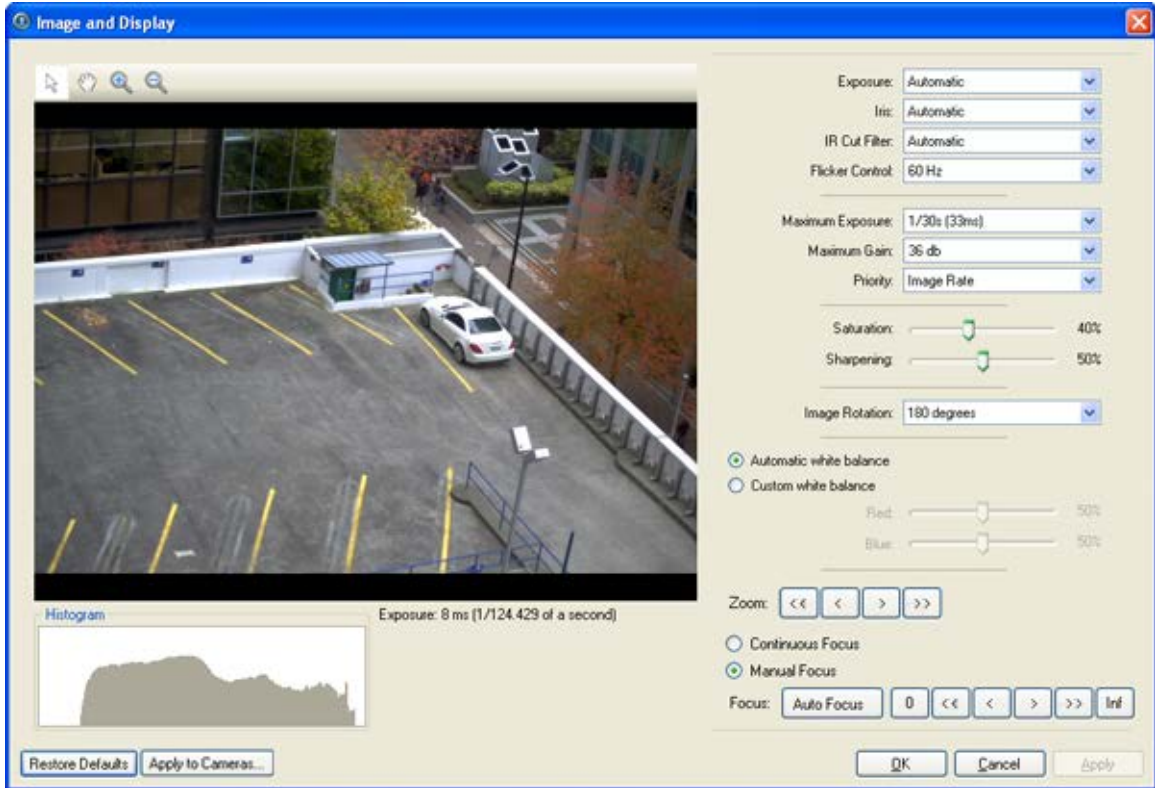 Image and Display
Exposure: Automatic
Iris: Automatic
IR Cut Filter: Automatic
Flicker Control: 60 Hz
Maximum Exposure: 1/30s (33ms)
Maximum Gain: 36 db
Priority: Image Rate
Saturation: 40%
Sharpening: 50%
Image Rotation: 180 degrees
Automatic white balance
Custom white balance
Red: 50%
Blue: 50%
Zoom: << < > >>
Histogram
Exposure: 8 ms (1/124.429 of a second)
Continuous Focus
Manual Focus
Focus: Auto Focus 0 << < > >> Inf
Restore Defaults Apply to Cameras... OK Cancel Apply